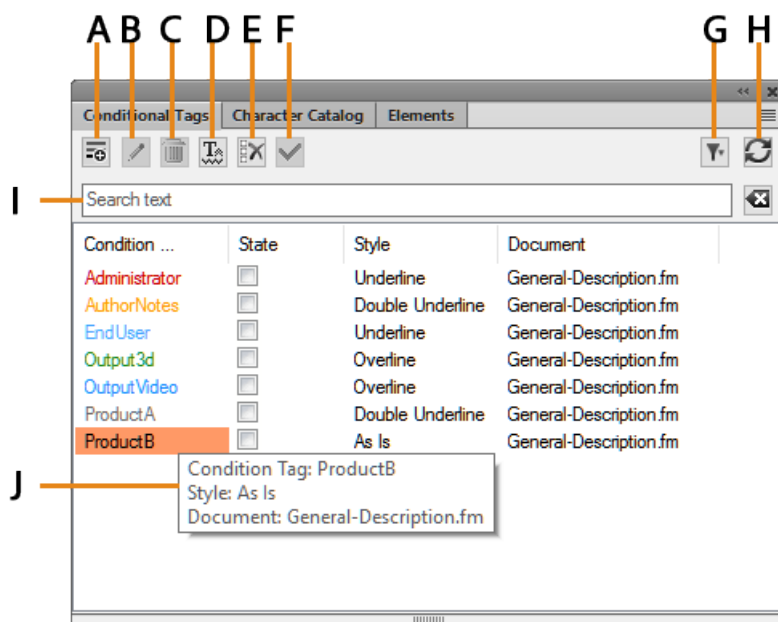 A B C D E F G H
Conditional Tags Character Catalog Elements
I
Search text
Condition ... State Style Document
Administrator Underline General-Description.fm
AuthorNotes Double Underline General-Description.fm
EndUser Underline General-Description.fm
Output3d Overline General-Description.fm
OutputVideo Overline General-Description.fm
ProductA Double Underline General-Description.fm
ProductB As Is General-Description.fm
J
Condition Tag: ProductB
Style: As Is
Document: General-Description.fm